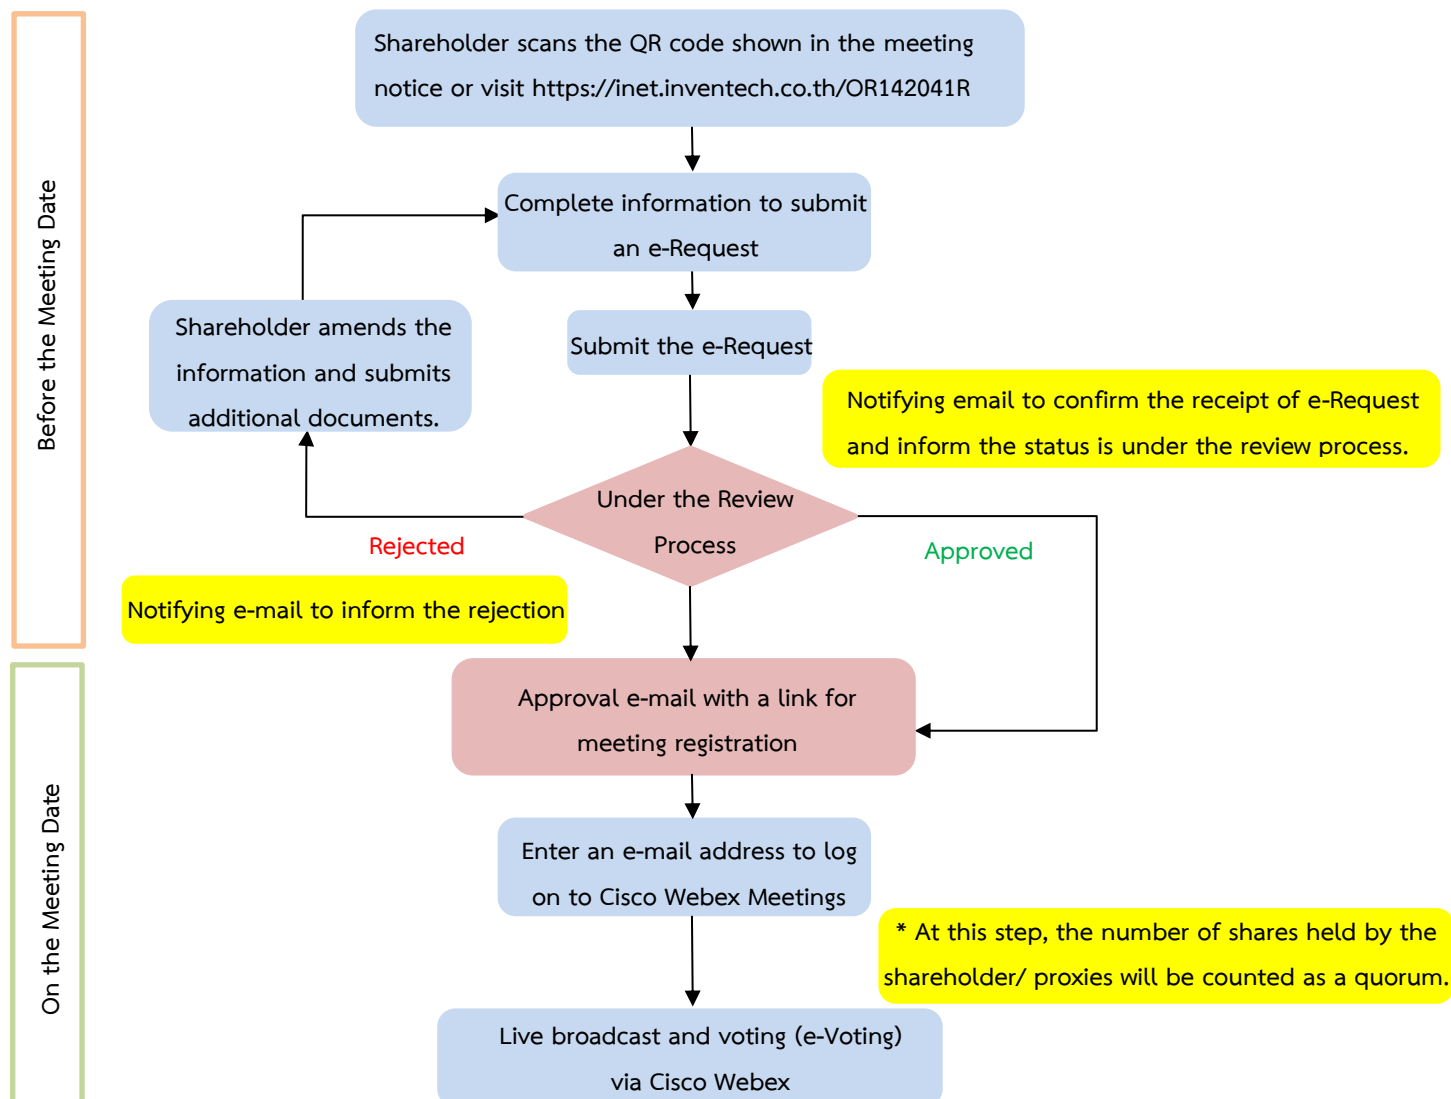 Before the Meeting Date
Shareholder scans the QR code shown in the meeting
notice or visit https://inet.inventech.co.th/OR142041R
Complete information to submit
an e-Request
Shareholder amends the
information and submits
additional documents.
Submit the e-Request
Notifying email to confirm the receipt of e-Request
and inform the status is under the review process.
Under the Review
Process
Rejected
Approved
Notifying e-mail to inform the rejection
On the Meeting Date
Approval e-mail with a link for
meeting registration
Enter an e-mail address to log
on to Cisco Webex Meetings
* At this step, the number of shares held by the
shareholder/ proxies will be counted as a quorum.
Live broadcast and voting (e-Voting)
via Cisco Webex